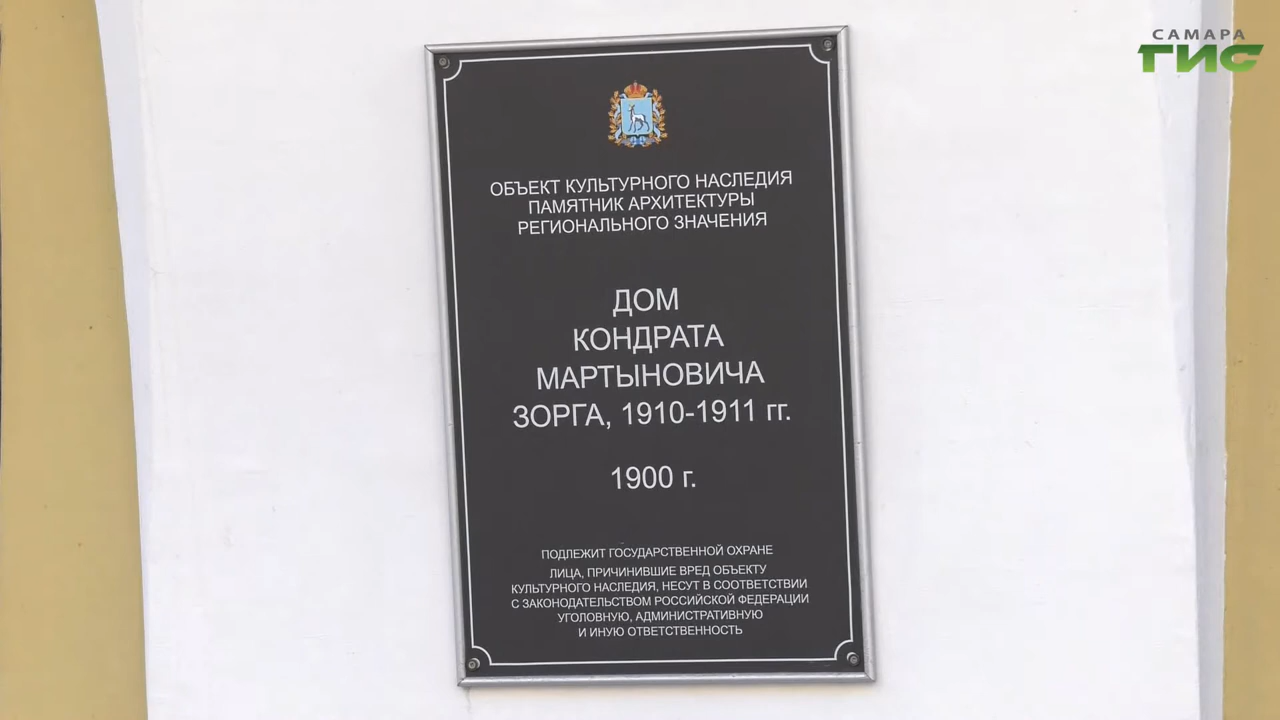 САМАРА
ГИС
ОБЪЕКТ КУЛЬТУРНОГО НАСЛЕДИЯ
ПАМЯТНИК АРХИТЕКТУРЫ
РЕГИОНАЛЬНОГО ЗНАЧЕНИЯ
ДОМ
КОНДРАТА
МАРТЫНОВИЧА
ЗОРГА, 1910-1911 гг.
1900 г.
ПОДЛЕЖИТ ГОСУДАРСТВЕННОЙ ОХРАНЕ
ЛИЦА, ПРИЧИНИВШИЕ ВРЕД ОБЪЕКТУ
КУЛЬТУРНОГО НАСЛЕДИЯ, НЕСУТ В СООТВЕТСТВИИ
С ЗАКОНОДАТЕЛЬСТВОМ РОССИЙСКОЙ ФЕДЕРАЦИИ
УГОЛОВНУЮ, АДМИНИСТРАТИВНУЮ
И ИНУЮ ОТВЕТСТВЕННОСТЬ